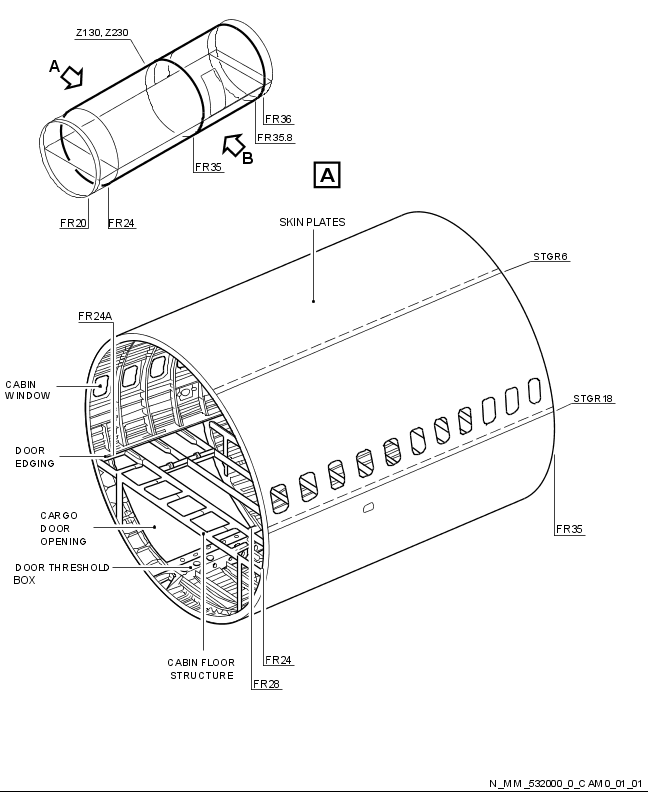 Z130, Z230
A
FR36
FR35.8
B
FR35
FR20
FR24
A
SKIN PLATES
STGR6
FR24A
CABIN
WINDOW
STGR18
DOOR
EDGING
CARGO
DOOR
OPENING
FR35
DOOR THRESHOLD
BOX
CABIN FLOOR
STRUCTURE
FR24
FR28
N_MM_532000_0_CAM0_01_01